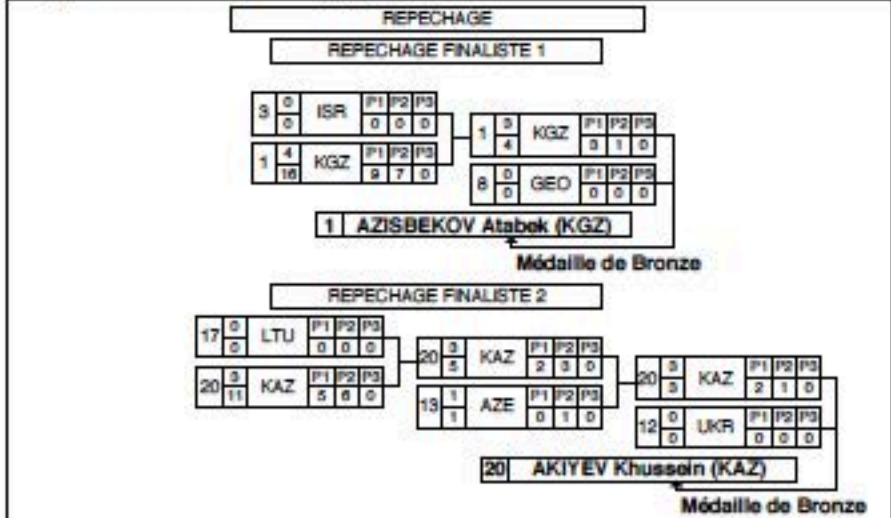 REPECHAGE
REPECHAGE FINALISTE 1
3 0 0 ISR P1 P2 P3 0 0 0
1 4 16 KGZ P1 P2 P3 9 7 0
1 3 4 KGZ P1 P2 P3 3 1 0
8 0 0 GEO P1 P2 P3 0 0 0
1 AZISBEKOV Atabek (KGZ)
Médaille de Bronze
REPECHAGE FINALISTE 2
17 0 0 LTU P1 P2 P3 0 0 0
20 3 11 KAZ P1 P2 P3 5 6 0
20 3 5 KAZ P1 P2 P3 2 3 0
13 1 1 AZE P1 P2 P3 0 1 0
20 3 3 KAZ P1 P2 P3 2 1 0
12 0 0 UKR P1 P2 P3 0 0 0
20 AKIYEV Khussein (KAZ)
Médaille de Bronze